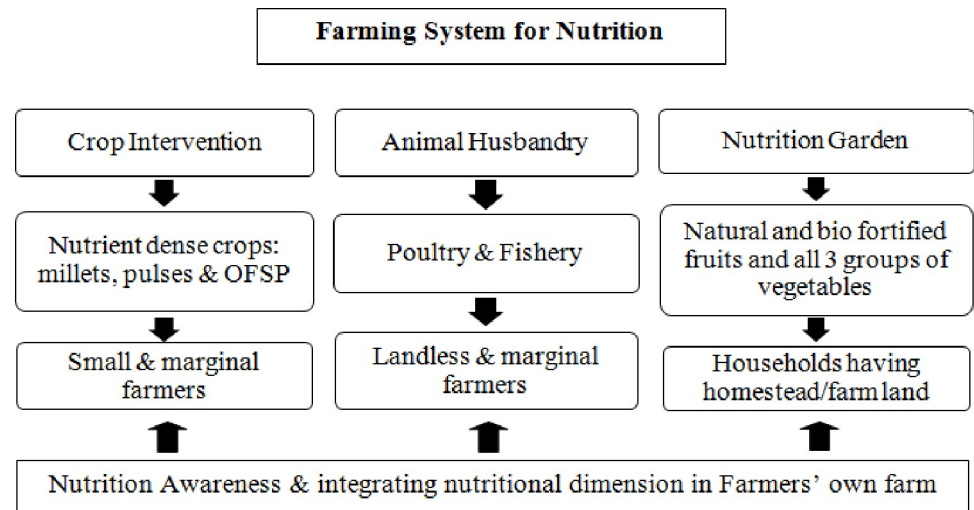 Farming System for Nutrition
Crop Intervention
Animal Husbandry
Nutrition Garden
Nutrient dense crops:
millets, pulses & OFSP
Poultry & Fishery
Natural and bio fortified
fruits and all 3 groups of
vegetables
Small & marginal
farmers
Landless & marginal
farmers
Households having
homestead/farm land
Nutrition Awareness & integrating nutritional dimension in Farmers’ own farm